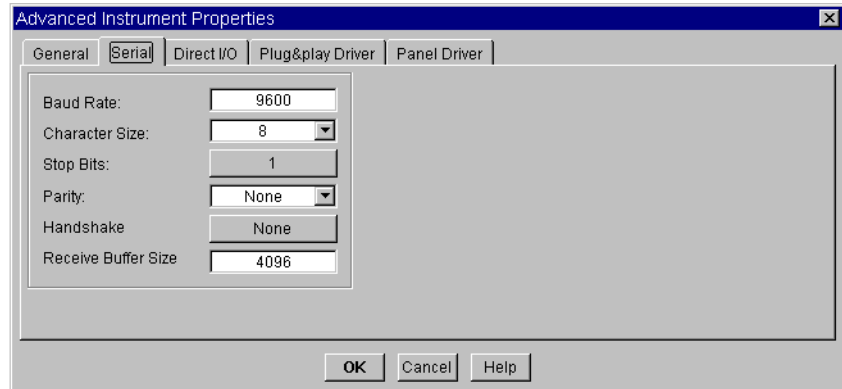 Advanced Instrument Properties
General Serial Direct I/O Plug&play Driver Panel Driver
Baud Rate: 9600
Character Size: 8
Stop Bits: 1
Parity: None
Handshake None
Receive Buffer Size 4096
OK Cancel Help